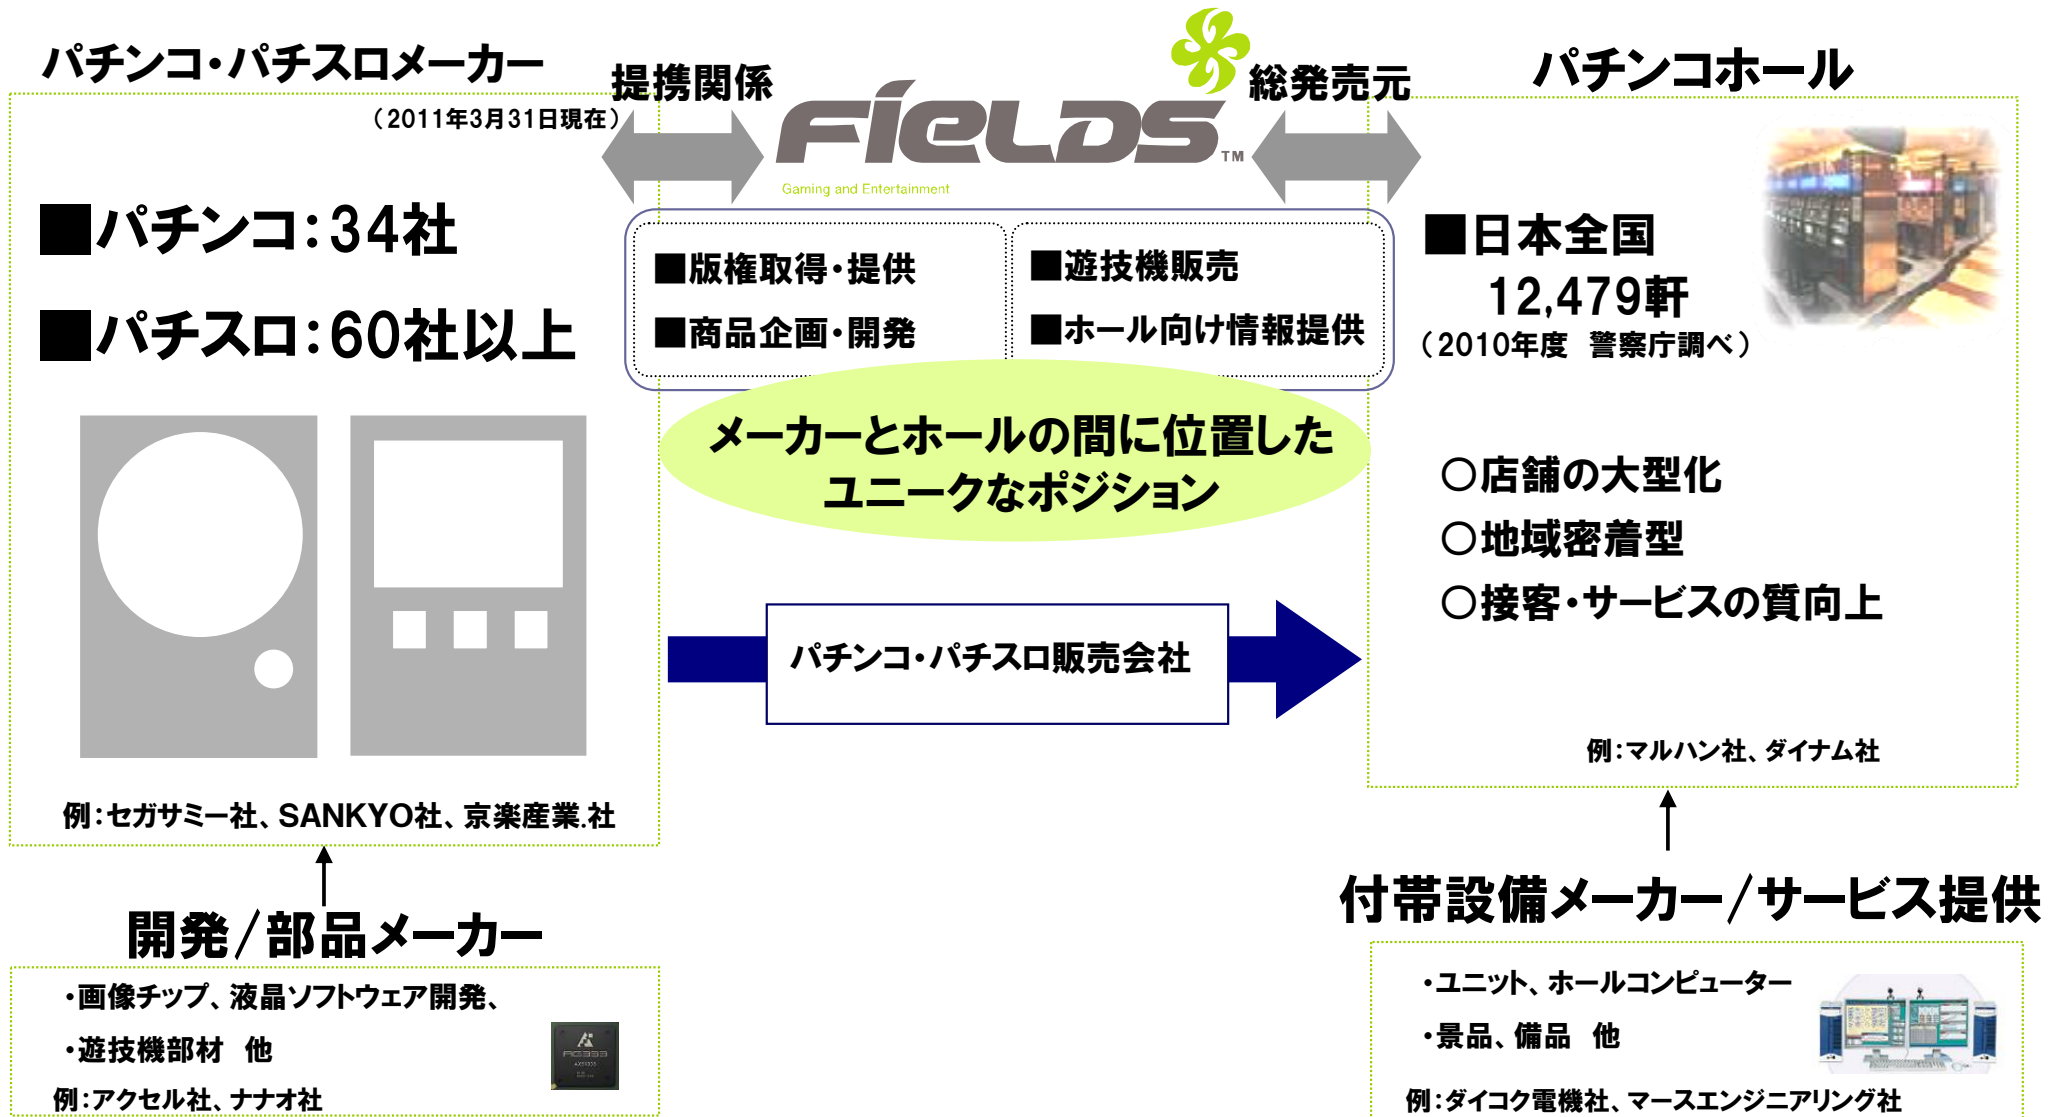 パチンコ・パチスロメーカー
（2011年3月31日現在）
■パチンコ：34社
■パチスロ：60社以上
例：セガサミー社、SANKYO社、京楽産業.社
開発/部品メーカー
・画像チップ、液晶ソフトウェア開発、
・遊技機部材　他
例：アクセル社、ナナオ社
AG333
提携関係
FIELDS TM
Gaming and Entertainment
総発売元
■版権取得・提供
■商品企画・開発
■遊技機販売
■ホール向け情報提供
メーカーとホールの間に位置した
ユニークなポジション
パチンコ・パチスロ販売会社
パチンコホール
■日本全国
12,479軒
（2010年度　警察庁調べ）
○店舗の大型化
○地域密着型
○接客・サービスの質向上
例：マルハン社、ダイナム社
付帯設備メーカー/サービス提供
・ユニット、ホールコンピューター
・景品、備品　他
例：ダイコク電機社、マースエンジニアリング社